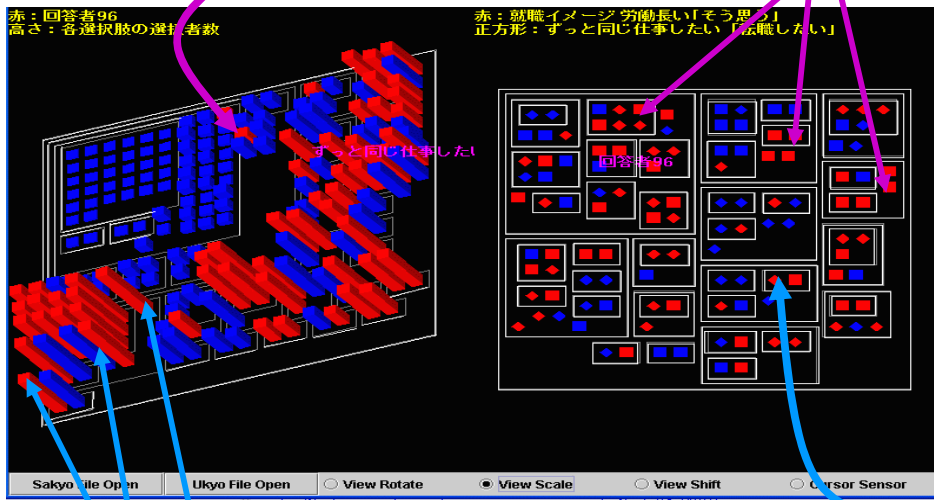 赤：回答者96
高さ：各選択肢の選択者数
赤：就職イメージ 労働長い「そう思う」
正方形：ずっと同じ仕事したい「転職したい」
ずっと同じ仕事したい
回答者96
Sakyo File Open
Ukyo File Open
View Rotate
View Scale
View Shift
Cursor Sensor